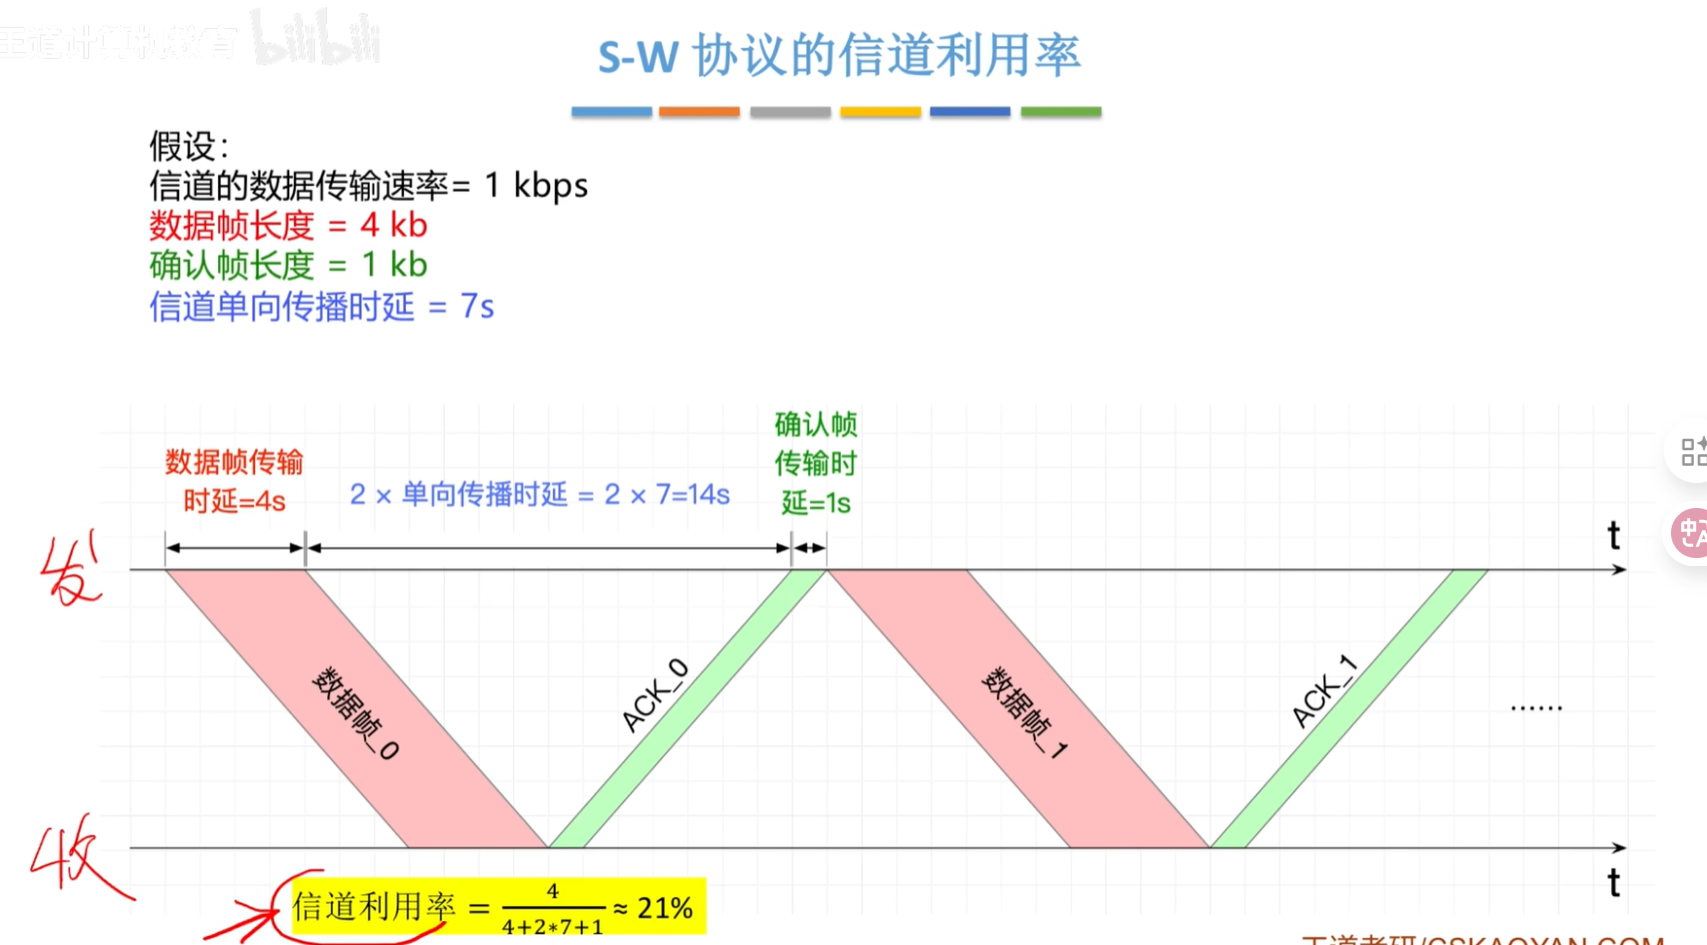 王道计算机教育 bilibili
S-W 协议的信道利用率
假设：
信道的数据传输速率= 1 kbps
数据帧长度 = 4 kb
确认帧长度 = 1 kb
信道单向传播时延 = 7s
确认帧
传输时
延=1s
数据帧传输
时延=4s
2 × 单向传播时延 = 2 × 7=14s
t
发
数据帧_0
ACK_0
数据帧_1
ACK_1
......
收
t
信道利用率 = 4/(4+2*7+1) ≈ 21%
王道考研/CSKAOYAN.COM
中
A